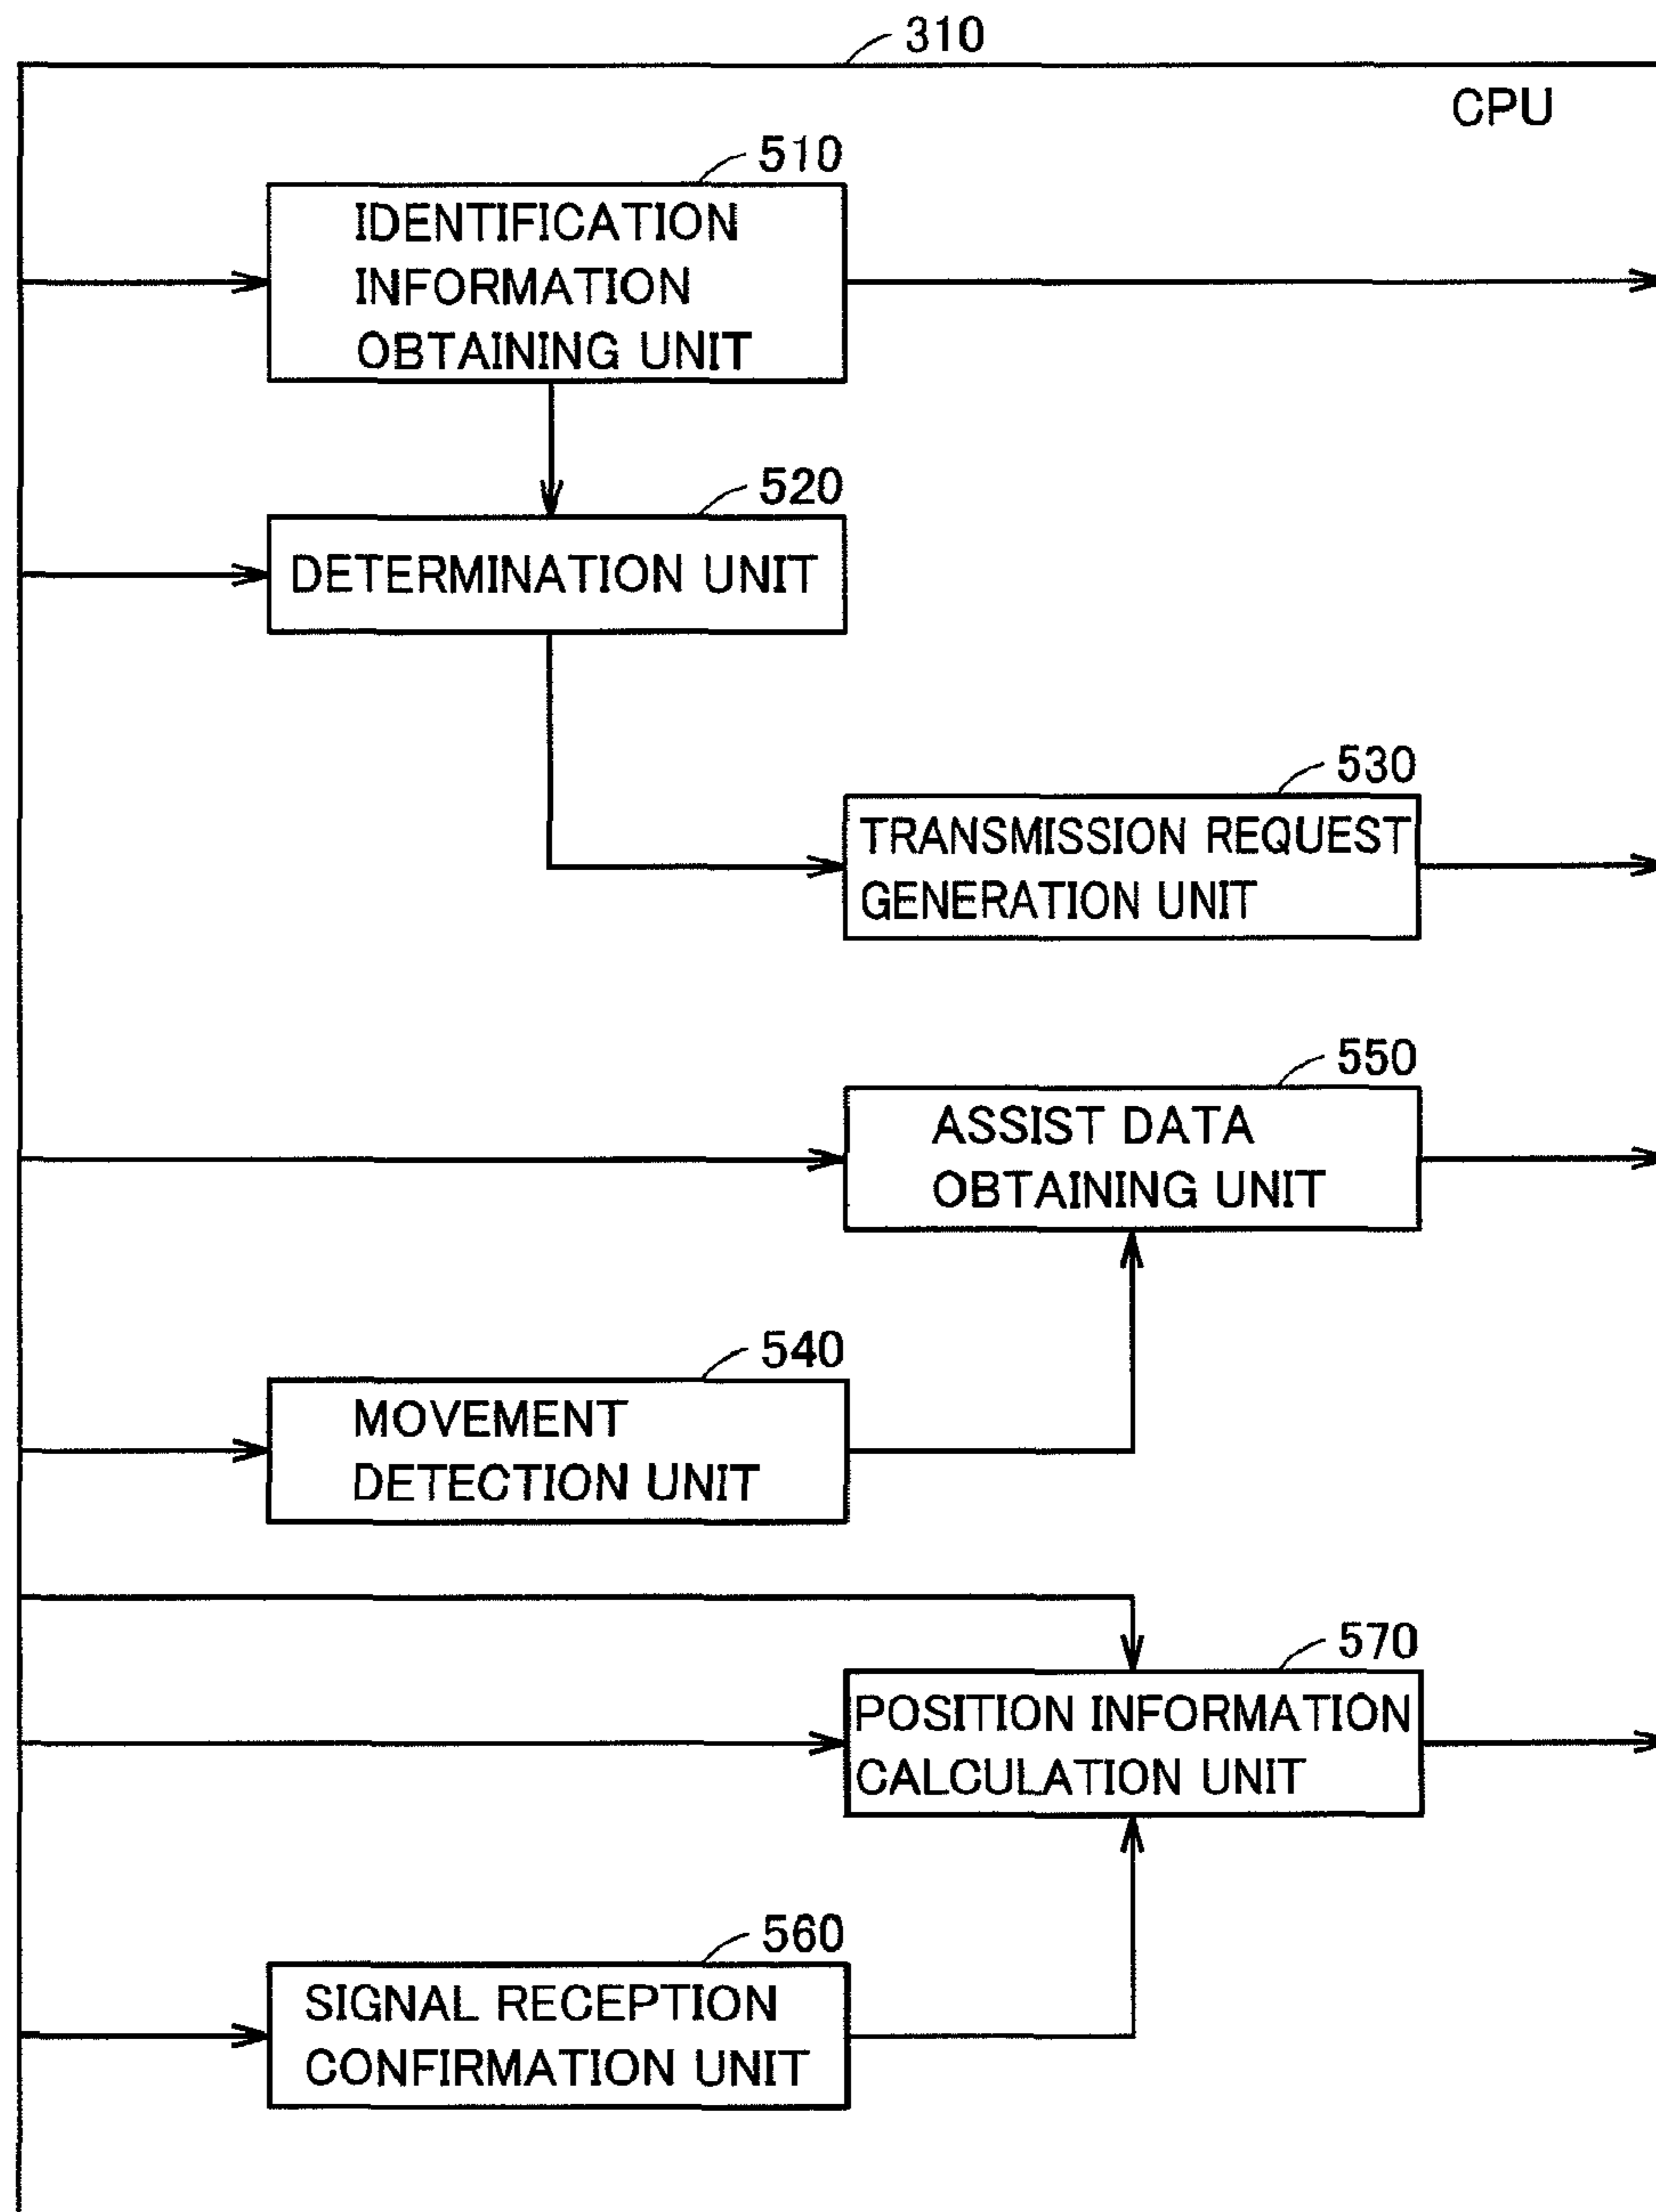 310
CPU
510
IDENTIFICATION
INFORMATION
OBTAINING UNIT
520
DETERMINATION UNIT
530
TRANSMISSION REQUEST
GENERATION UNIT
550
ASSIST DATA
OBTAINING UNIT
540
MOVEMENT
DETECTION UNIT
570
POSITION INFORMATION
CALCULATION UNIT
560
SIGNAL RECEPTION
CONFIRMATION UNIT